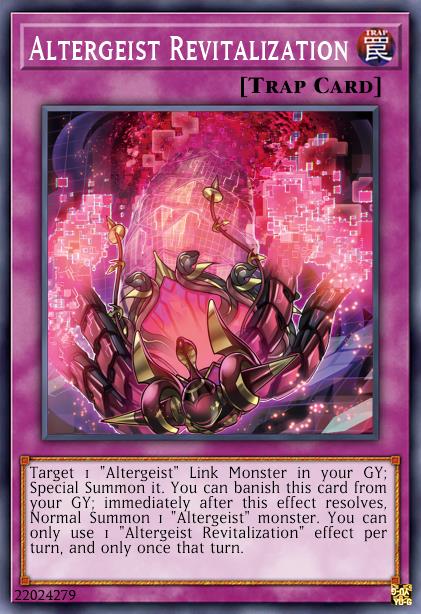 Altergeist Revitalization
TRAP
罠
[Trap Card]
Target 1 "Altergeist" Link Monster in your GY;
Special Summon it. You can banish this card from
your GY; immediately after this effect resolves,
Normal Summon 1 "Altergeist" monster. You can
only use 1 "Altergeist Revitalization" effect per
turn, and only once that turn.
22024279